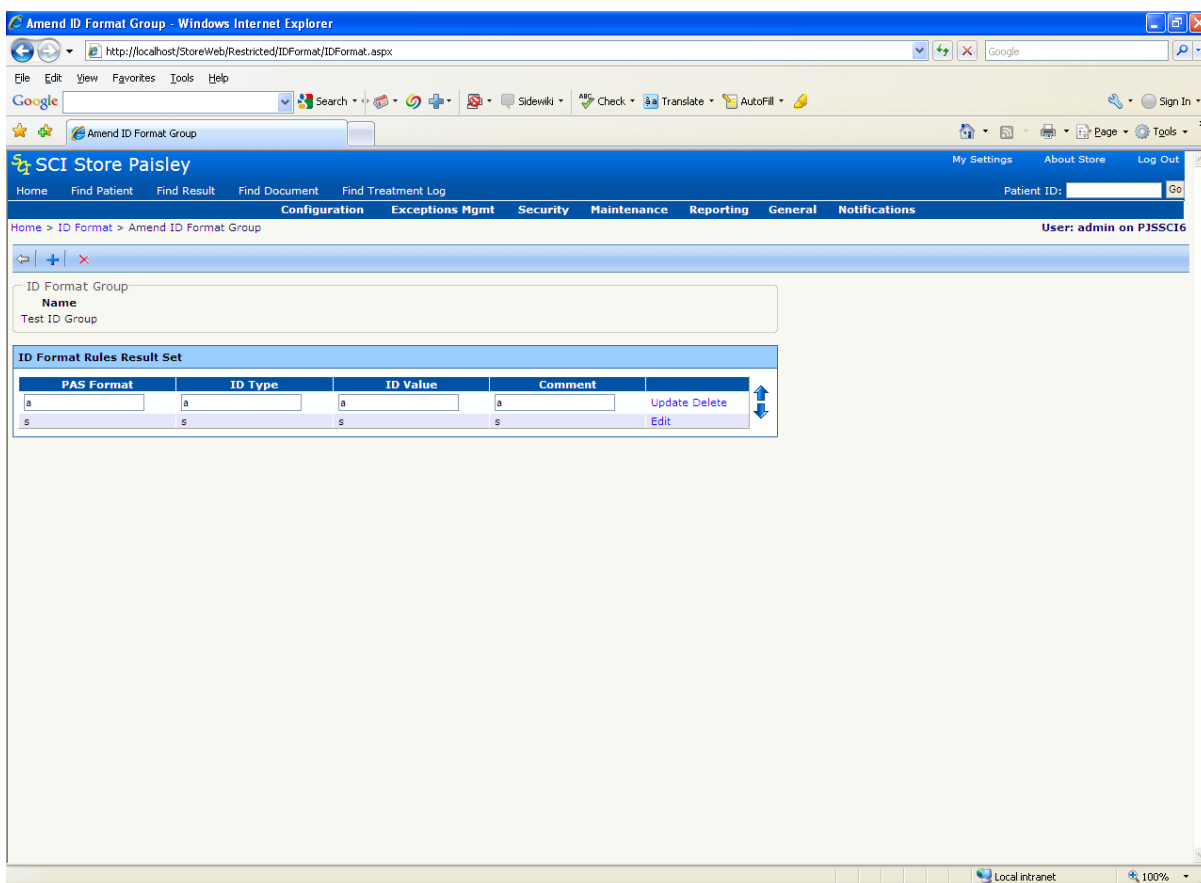 Amend ID Format Group - Windows Internet Explorer
http://localhost/StoreWeb/Restricted/IDFormat/IDFormat.aspx
Google
File Edit View Favorites Tools Help
Google Search Sidewiki Check Translate AutoFill Sign In
Amend ID Format Group Page Tools
SCI Store Paisley My Settings About Store Log Out
Home Find Patient Find Result Find Document Find Treatment Log Patient ID: Go
Configuration Exceptions Mgmt Security Maintenance Reporting General Notifications
Home > ID Format > Amend ID Format Group User: admin on PJSSCI6
ID Format Group
Name
Test ID Group
ID Format Rules Result Set
PAS Format ID Type ID Value Comment
a a a a Update Delete
s s s s Edit
Local intranet 100%